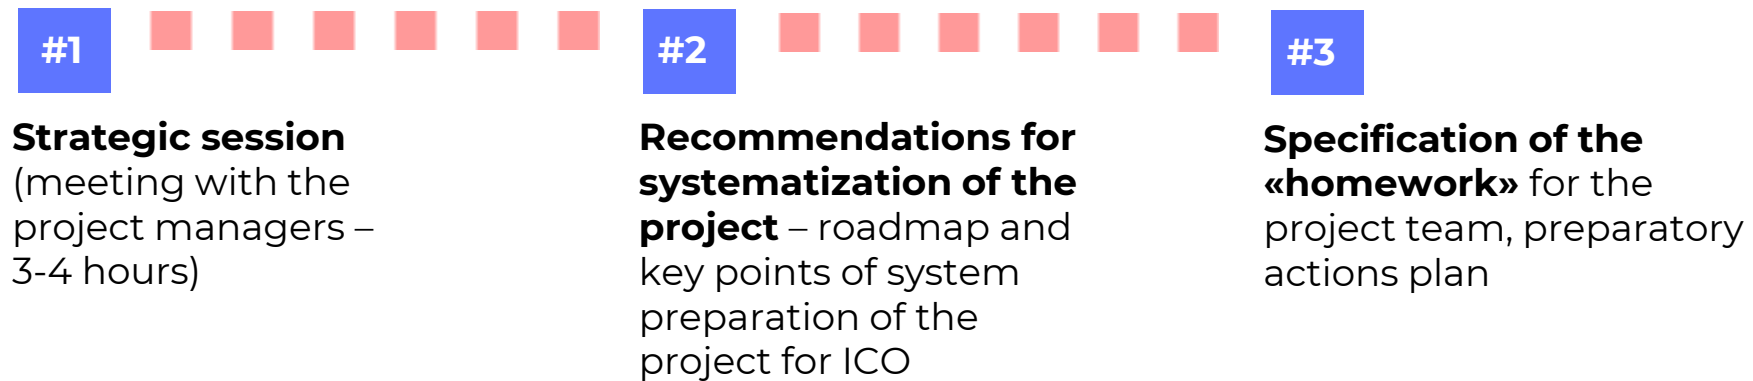 #1
Strategic session
(meeting with the
project managers –
3-4 hours)
#2
Recommendations for
systematization of the
project – roadmap and
key points of system
preparation of the
project for ICO
#3
Specification of the
«homework» for the
project team, preparatory
actions plan